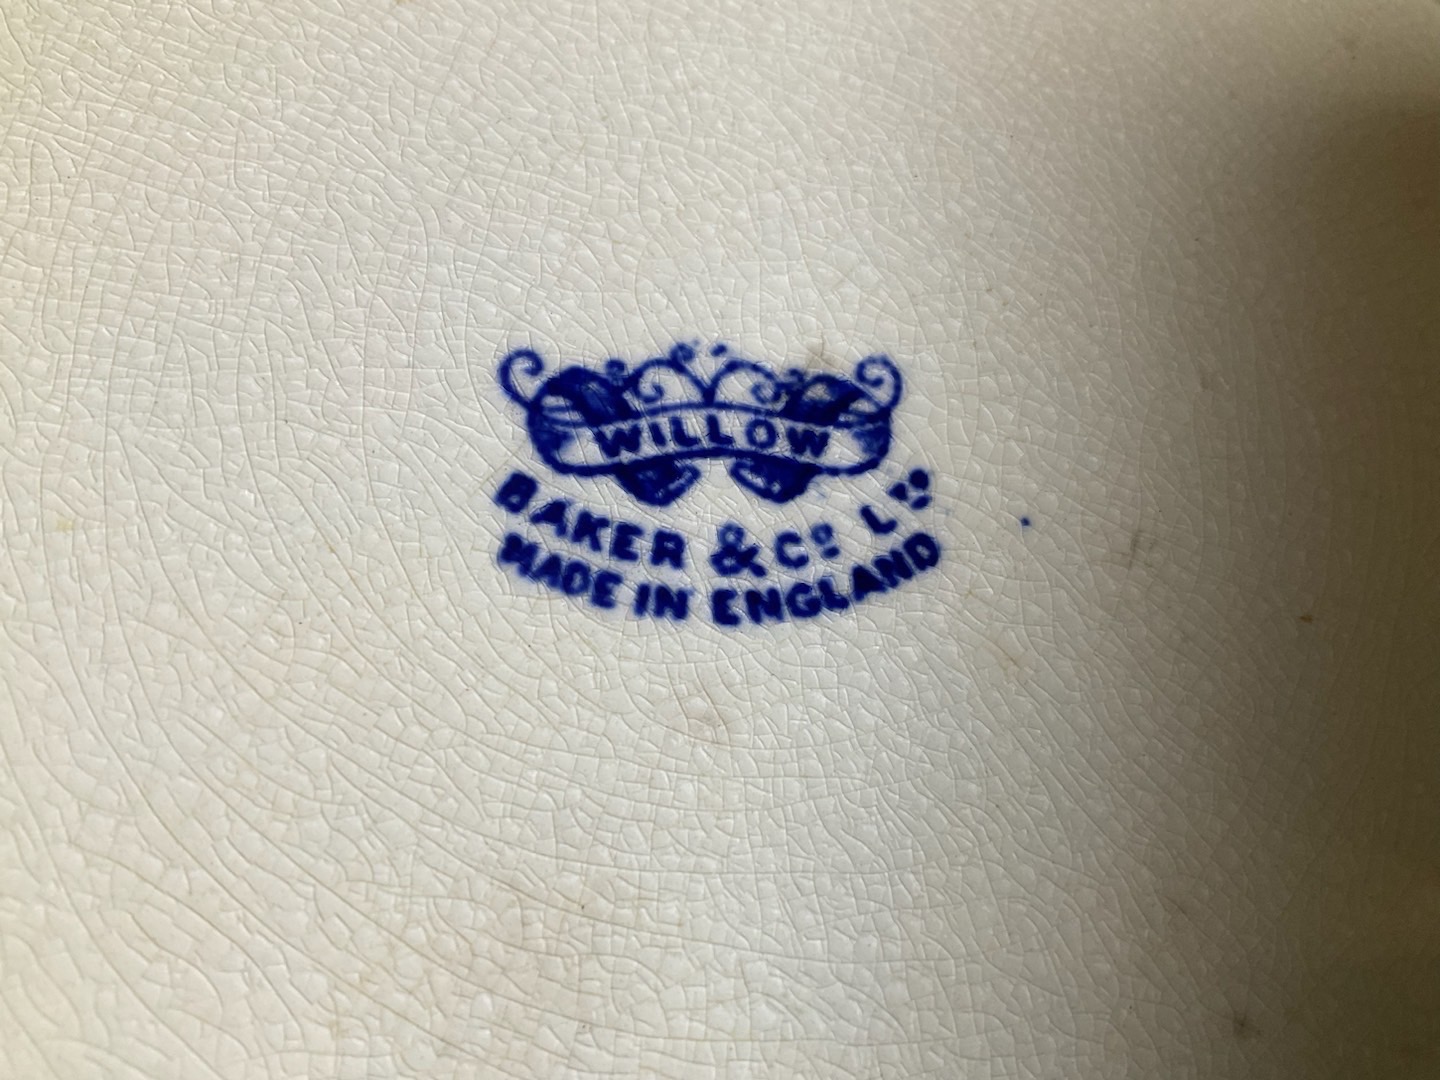 WILLOW
BAKER & Cº Lᵀᴰ
MADE IN ENGLAND